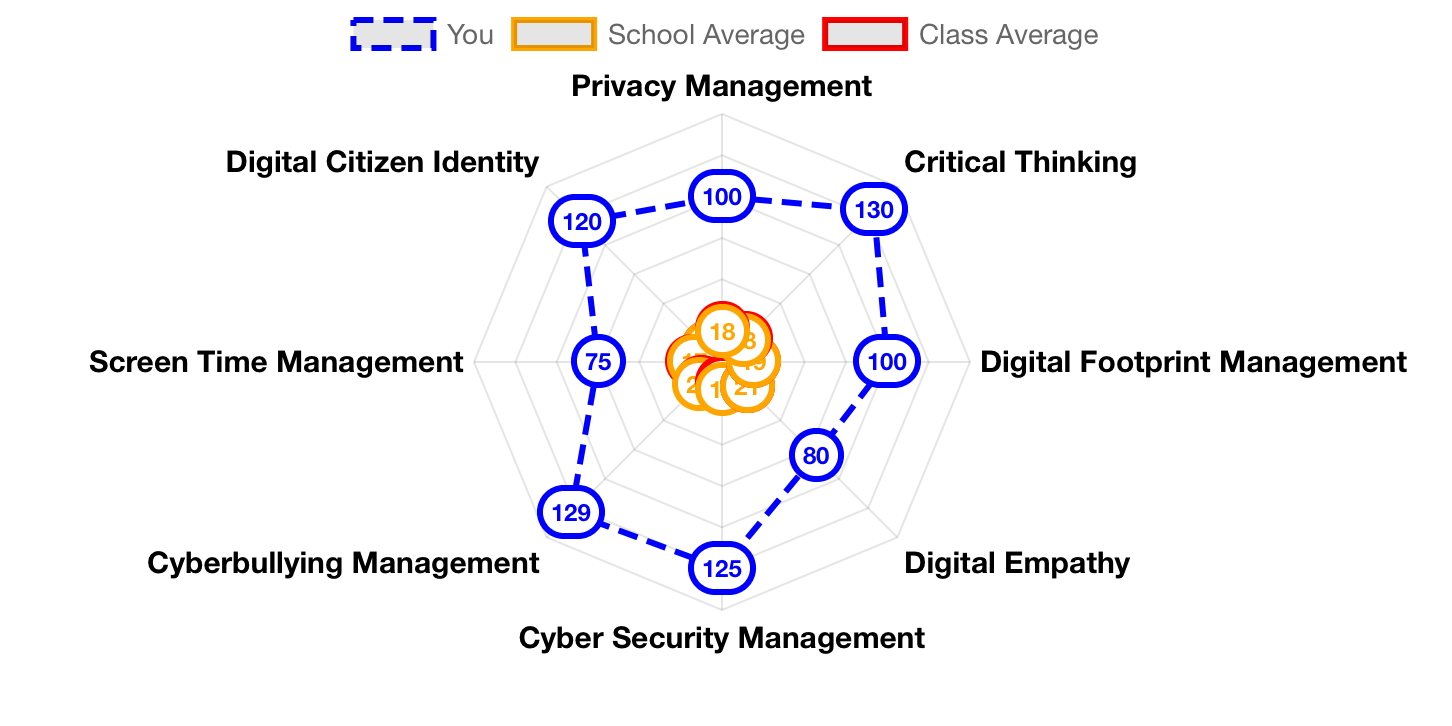 You School Average Class Average
Privacy Management
Digital Citizen Identity Critical Thinking
100
130
120
18
Screen Time Management 75 100 Digital Footprint Management
80
129
125
Cyberbullying Management Digital Empathy
Cyber Security Management